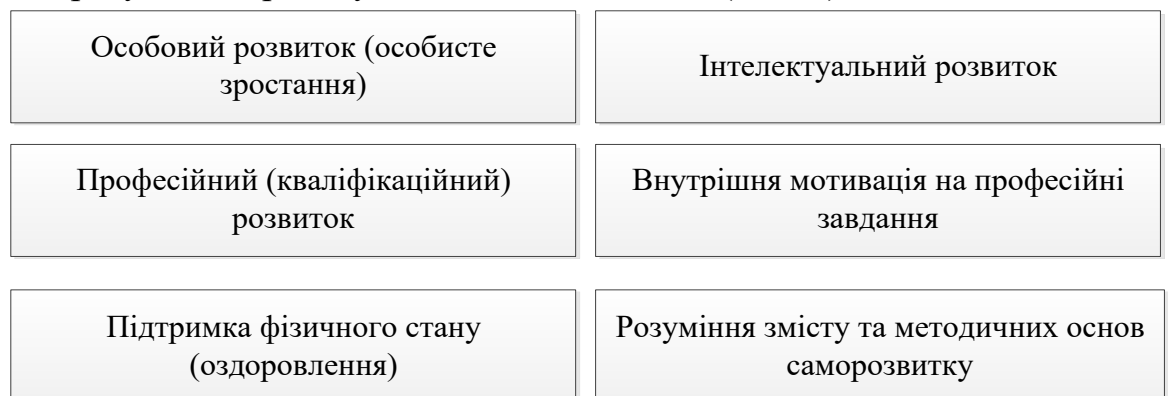 Особовий розвиток (особисте
зростання)
Інтелектуальний розвиток
Професійний (кваліфікаційний)
розвиток
Внутрішня мотивація на професійні
завдання
Підтримка фізичного стану
(оздоровлення)
Розуміння змісту та методичних основ
саморозвитку